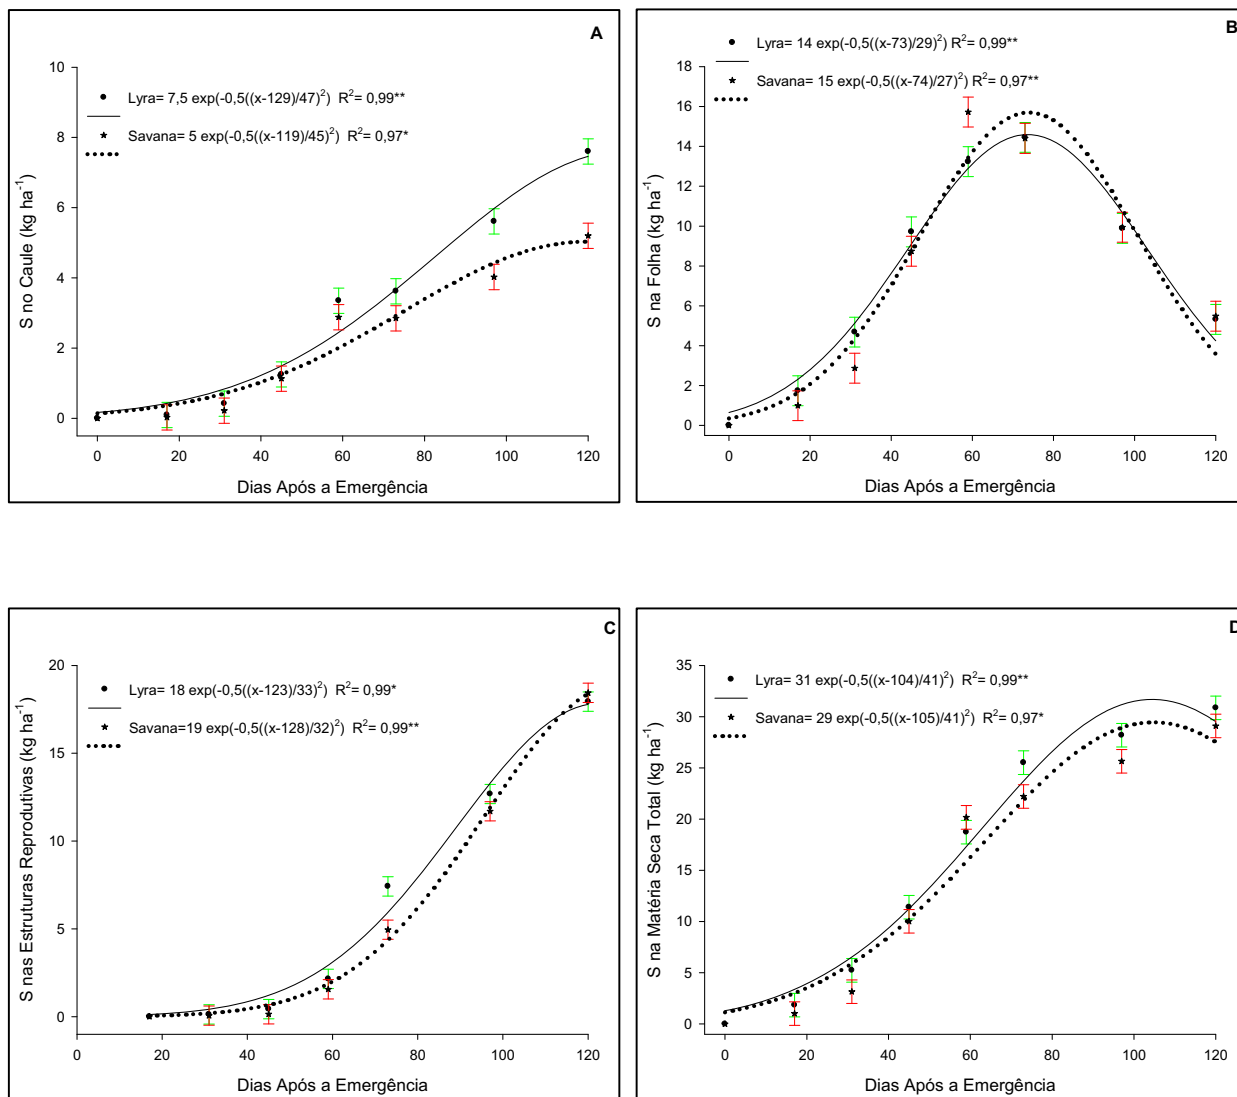 A
Lyra= 7,5 exp(-0,5((x-129)/47)²) R²= 0,99**
Savana= 5 exp(-0,5((x-119)/45)²) R²= 0,97*
S no Caule (kg ha⁻¹)
10
8
6
4
2
0
0 20 40 60 80 100 120
Dias Após a Emergência
B
Lyra= 14 exp(-0,5((x-73)/29)²) R²= 0,99**
Savana= 15 exp(-0,5((x-74)/27)²) R²= 0,97**
S na Folha (kg ha⁻¹)
18
16
14
12
10
8
6
4
2
0
0 20 40 60 80 100 120
Dias Após a Emergência
C
Lyra= 18 exp(-0,5((x-123)/33)²) R²= 0,99*
Savana=19 exp(-0,5((x-128)/32)²) R²= 0,99**
S nas Estruturas Reprodutivas (kg ha⁻¹)
20
15
10
5
0
0 20 40 60 80 100 120
Dias Após a Emergência
D
Lyra= 31 exp(-0,5((x-104)/41)²) R²= 0,99**
Savana= 29 exp(-0,5((x-105)/41)²) R²= 0,97*
S na Matéria Seca Total (kg ha⁻¹)
35
30
25
20
15
10
5
0
0 20 40 60 80 100 120
Dias Após a Emergência